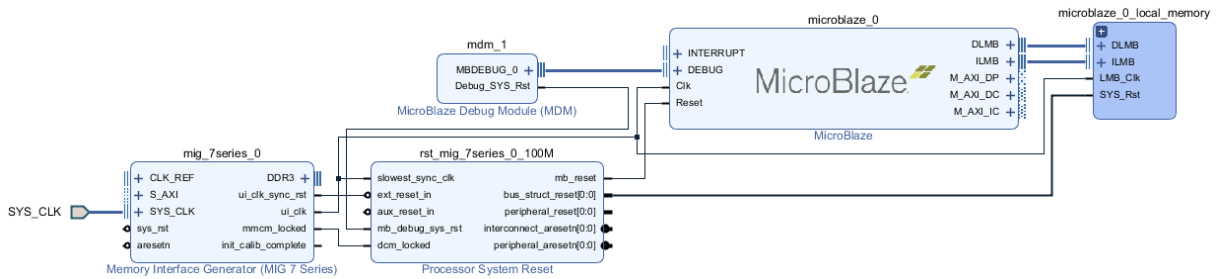 microblaze_0
microblaze_0_local_memory
mdm_1
MBDEBUG_0
Debug_SYS_Rst
MicroBlaze Debug Module (MDM)
INTERRUPT
DEBUG
Clk
Reset
MicroBlaze
DLMB
ILMB
M_AXI_DP
M_AXI_DC
M_AXI_IC
MicroBlaze
DLMB
ILMB
LMB_Clk
SYS_Rst
mig_7series_0
rst_mig_7series_0_100M
SYS_CLK
CLK_REF
S_AXI
SYS_CLK
sys_rst
aresetn
DDR3
ui_clk_sync_rst
ui_clk
mmcm_locked
init_calib_complete
Memory Interface Generator (MIG 7 Series)
slowest_sync_clk
ext_reset_in
aux_reset_in
mb_debug_sys_rst
dcm_locked
mb_reset
bus_struct_reset[0:0]
peripheral_reset[0:0]
interconnect_aresetn[0:0]
peripheral_aresetn[0:0]
Processor System Reset